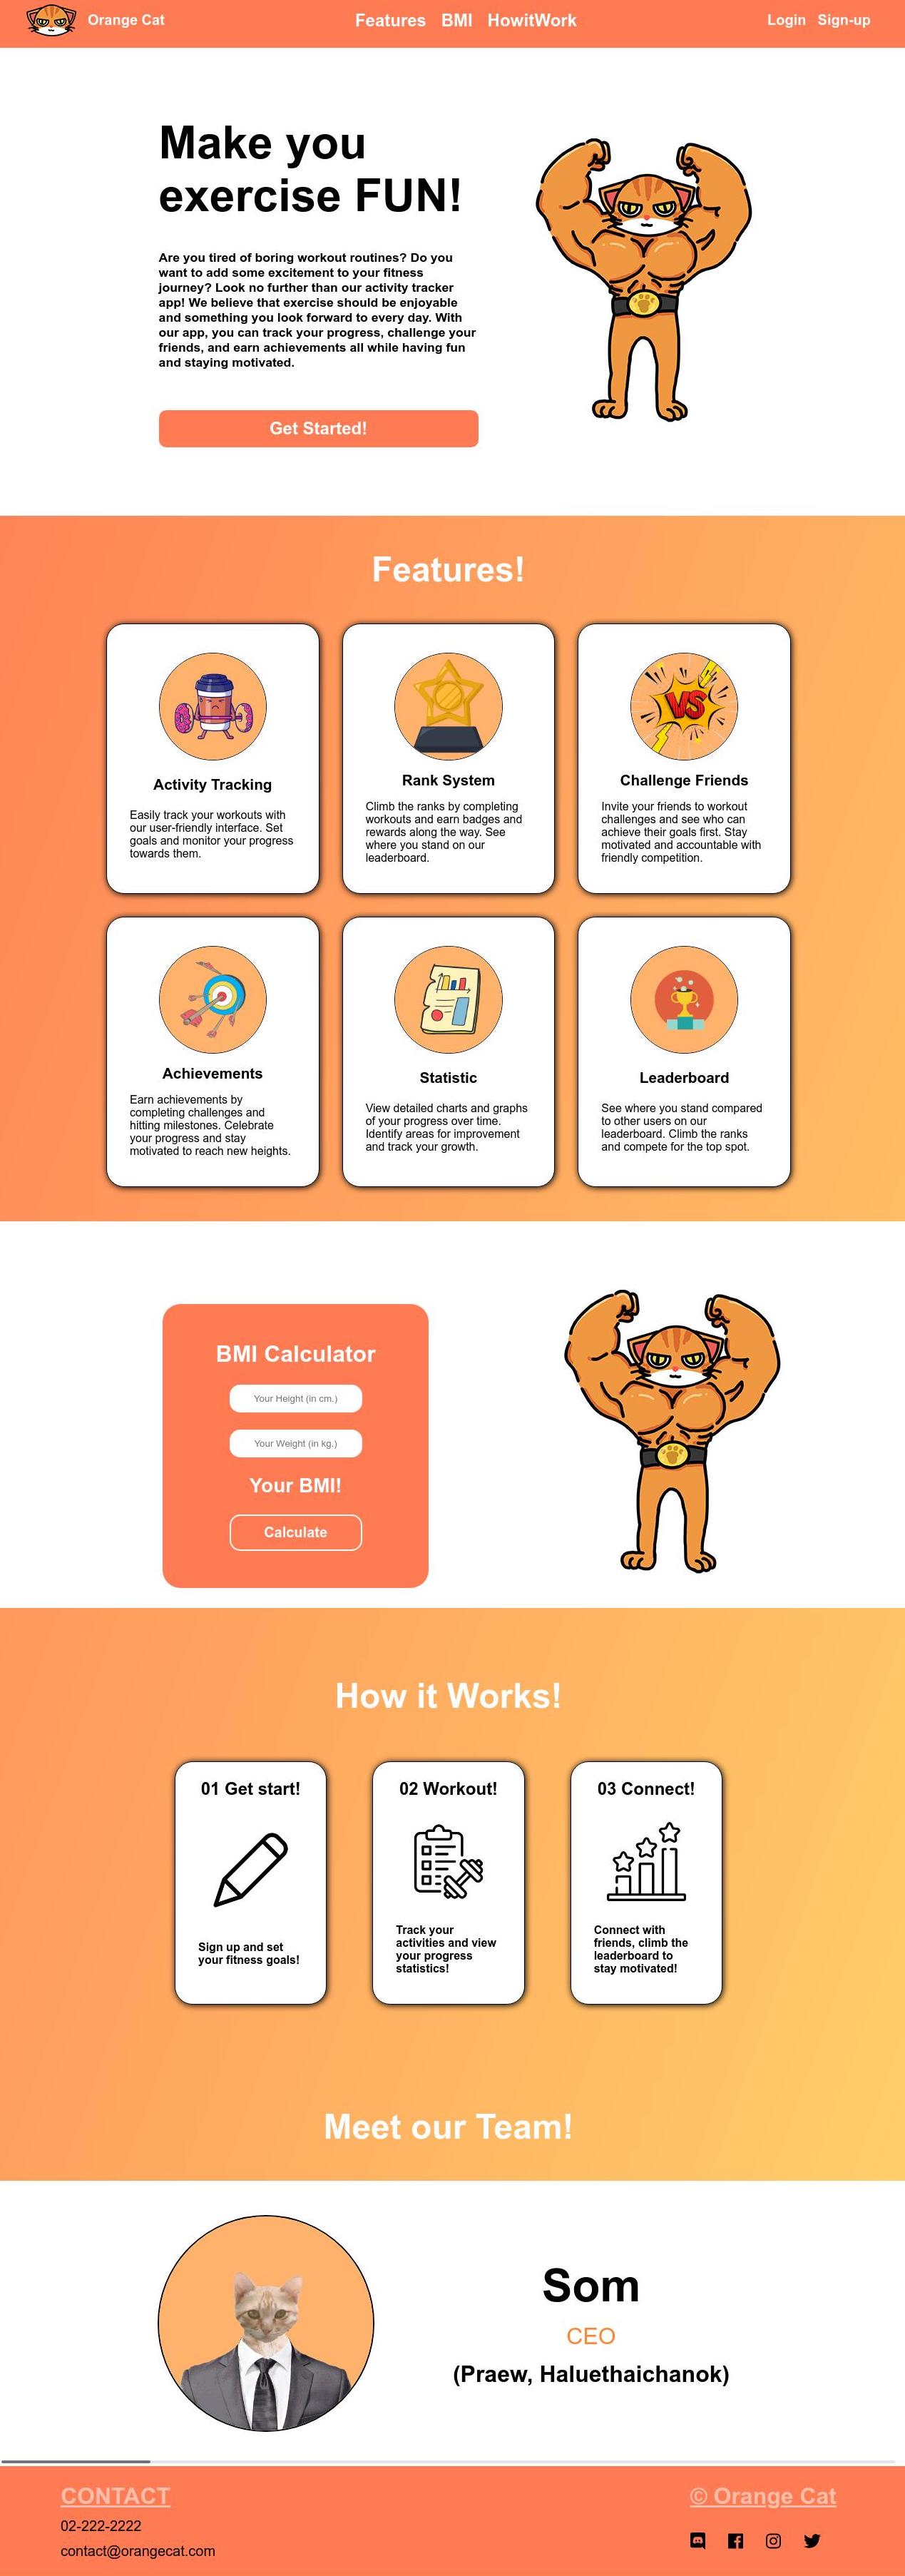 Orange Cat
Features BMI HowitWork
Login Sign-up
Make you
exercise FUN!
Are you tired of boring workout routines? Do you
want to add some excitement to your fitness
journey? Look no further than our activity tracker
app! We believe that exercise should be enjoyable
and something you look forward to every day. With
our app, you can track your progress, challenge your
friends, and earn achievements all while having fun
and staying motivated.
Get Started!
Features!
Activity Tracking
Easily track your workouts with
our user-friendly interface. Set
goals and monitor your progress
towards them.
Rank System
Climb the ranks by completing
workouts and earn badges and
rewards along the way. See
where you stand on our
leaderboard.
VS
Challenge Friends
Invite your friends to workout
challenges and see who can
achieve their goals first. Stay
motivated and accountable with
friendly competition.
Achievements
Earn achievements by
completing challenges and
hitting milestones. Celebrate
your progress and stay
motivated to reach new heights.
Statistic
View detailed charts and graphs
of your progress over time.
Identify areas for improvement
and track your growth.
Leaderboard
See where you stand compared
to other users on our
leaderboard. Climb the ranks
and compete for the top spot.
BMI Calculator
Your Height (in cm.)
Your Weight (in kg.)
Your BMI!
Calculate
How it Works!
01 Get start!
Sign up and set
your fitness goals!
02 Workout!
Track your
activities and view
your progress
statistics!
03 Connect!
Connect with
friends, climb the
leaderboard to
stay motivated!
Meet our Team!
Som
CEO
(Praew, Haluethaichanok)
CONTACT
02-222-2222
contact@orangecat.com
© Orange Cat